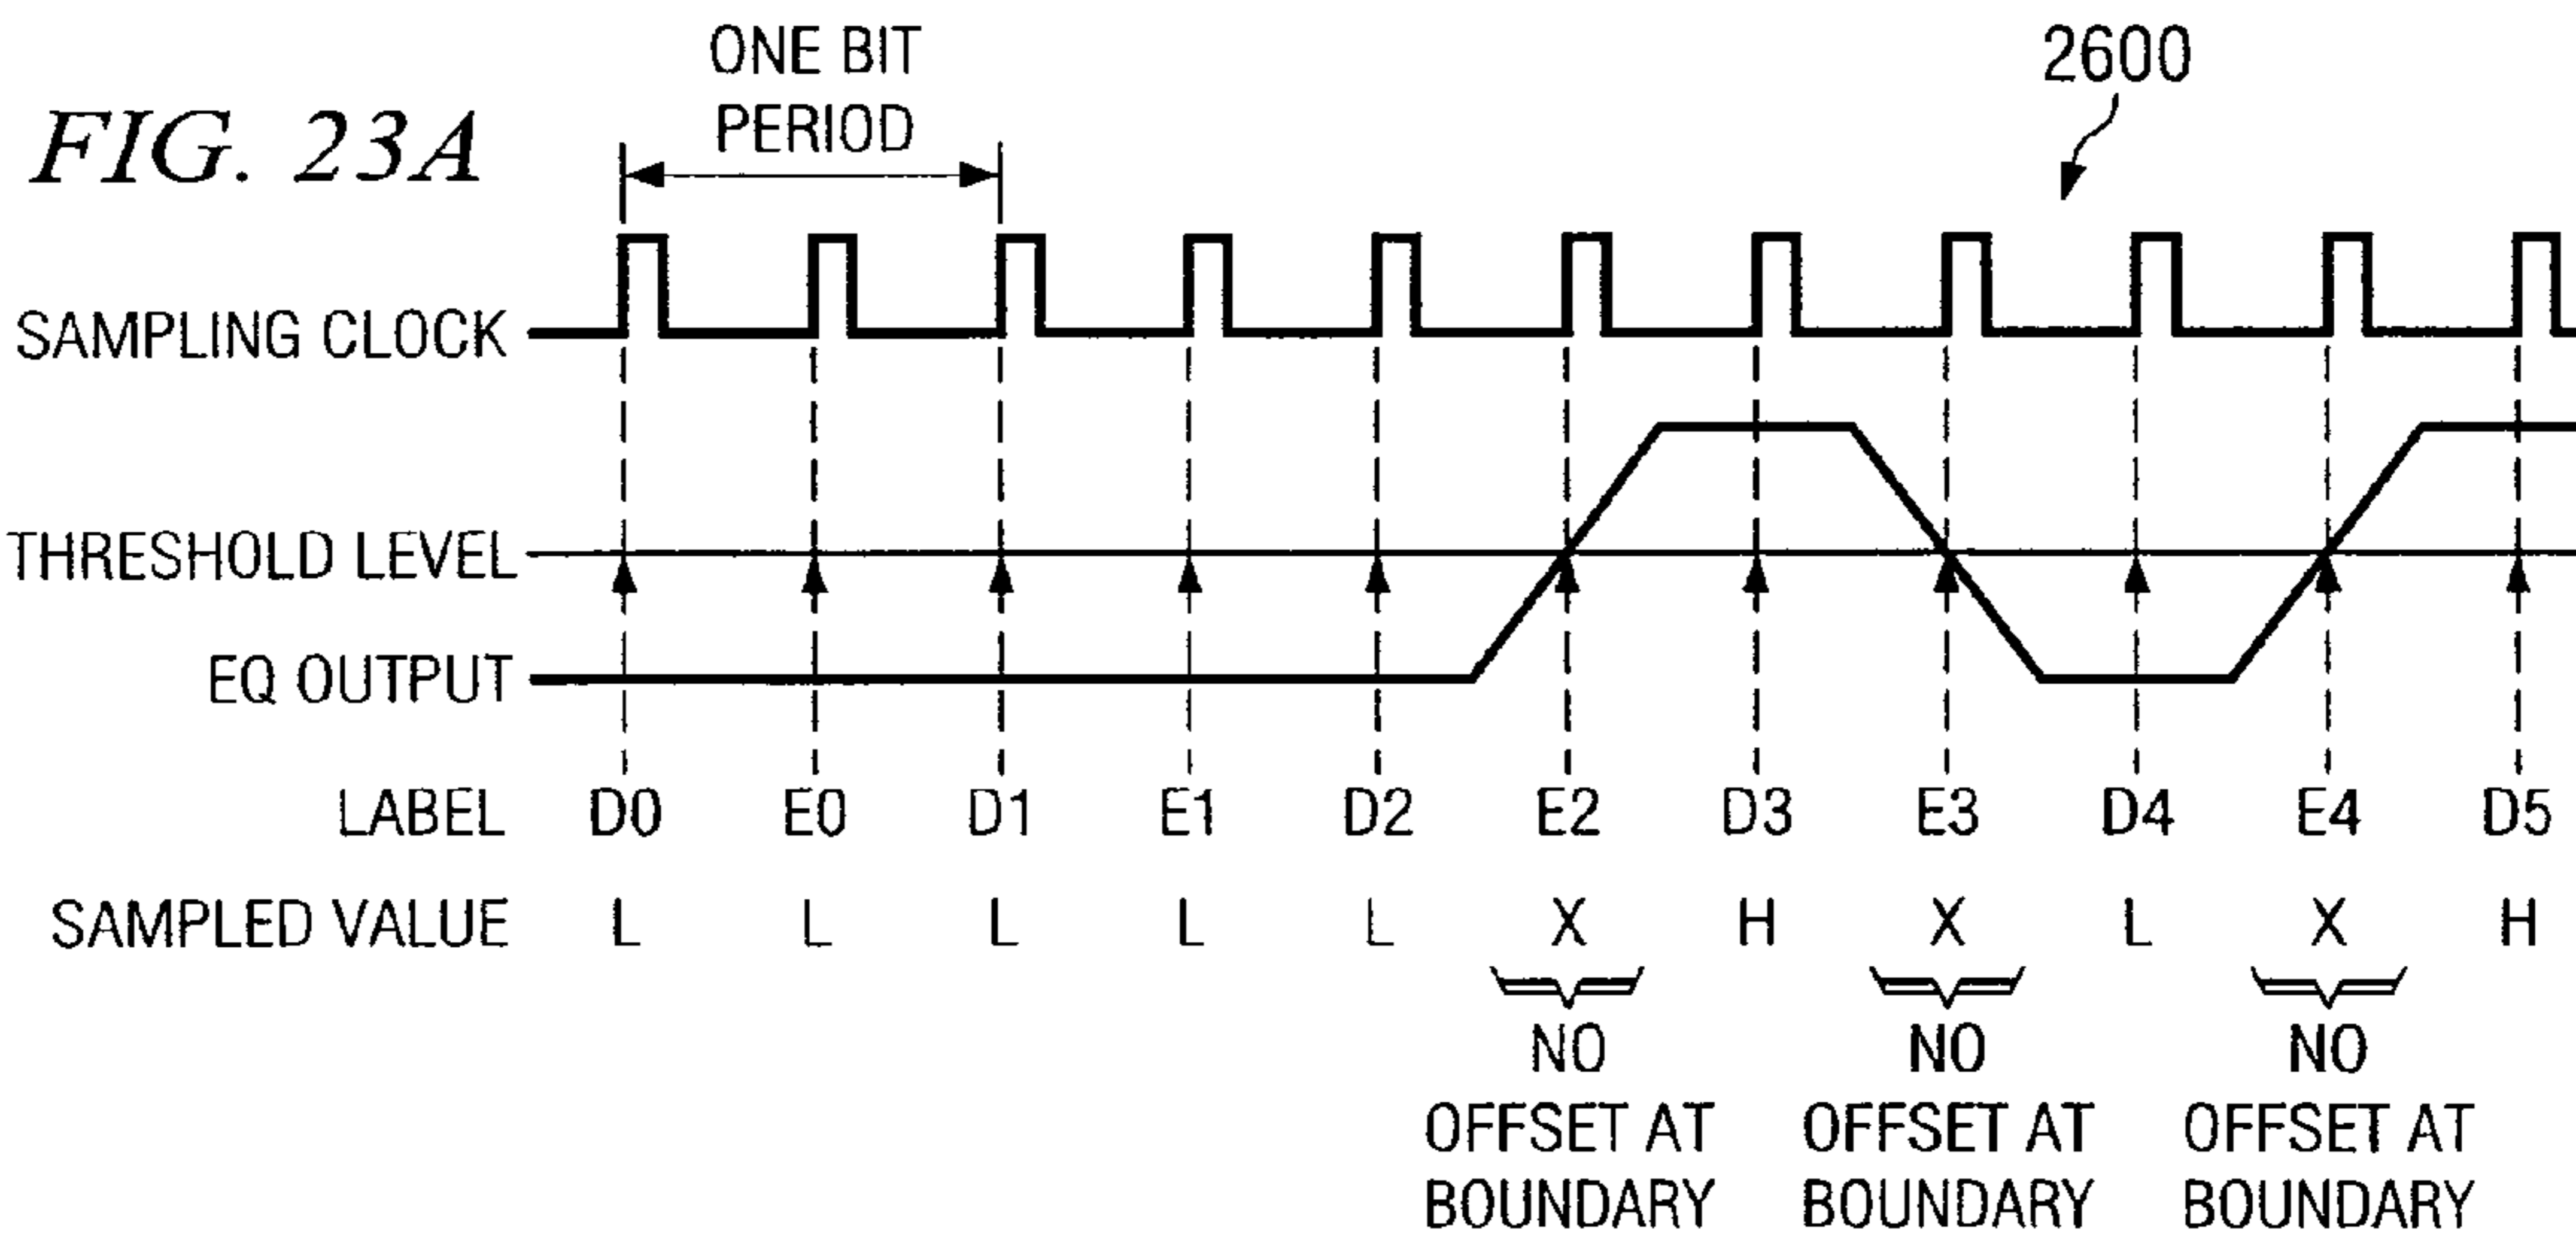 FIG. 23A
ONE BIT
PERIOD
2600
SAMPLING CLOCK
THRESHOLD LEVEL
EQ OUTPUT
LABEL D0 E0 D1 E1 D2 E2 D3 E3 D4 E4 D5
SAMPLED VALUE L L L L L X H X L X H
NO NO NO
OFFSET AT OFFSET AT OFFSET AT
BOUNDARY BOUNDARY BOUNDARY